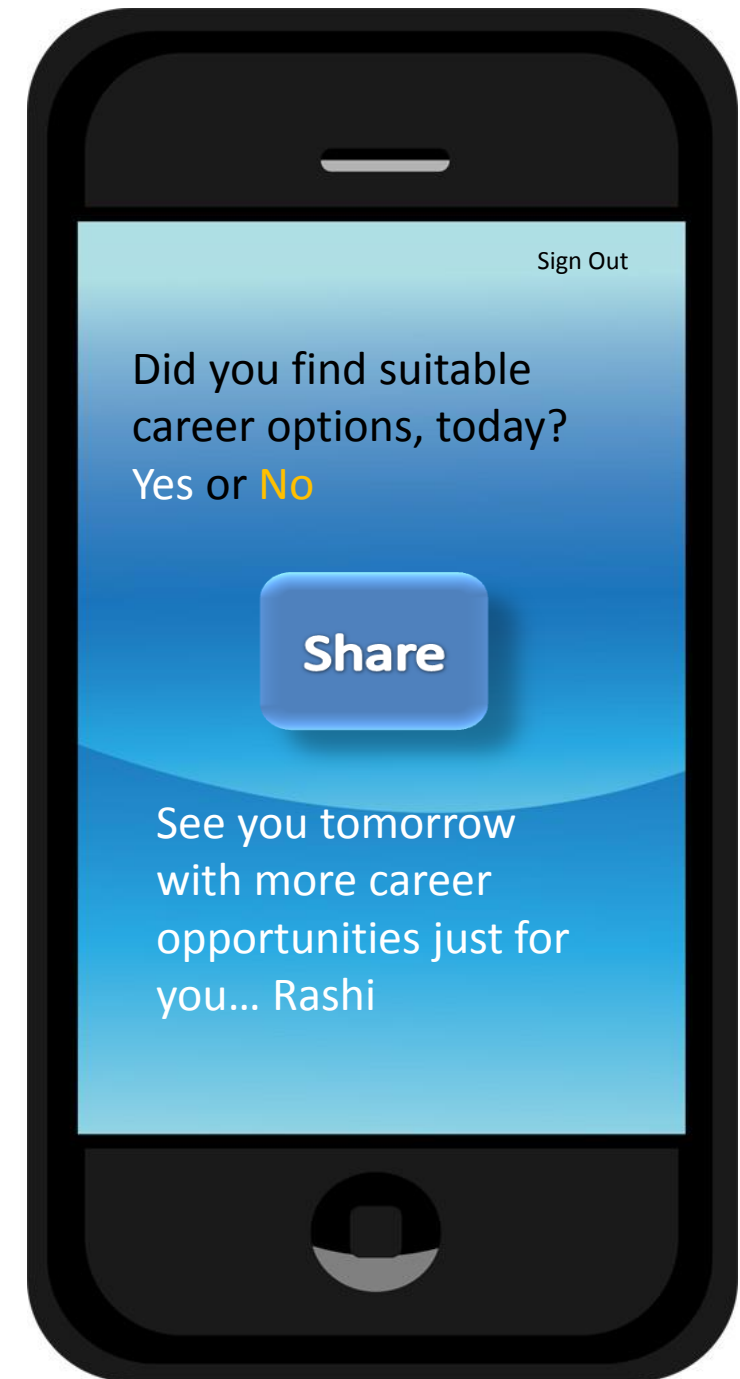 Sign Out
Did you find suitable
career options, today?
Yes or No
Share
See you tomorrow
with more career
opportunities just for
you... Rashi